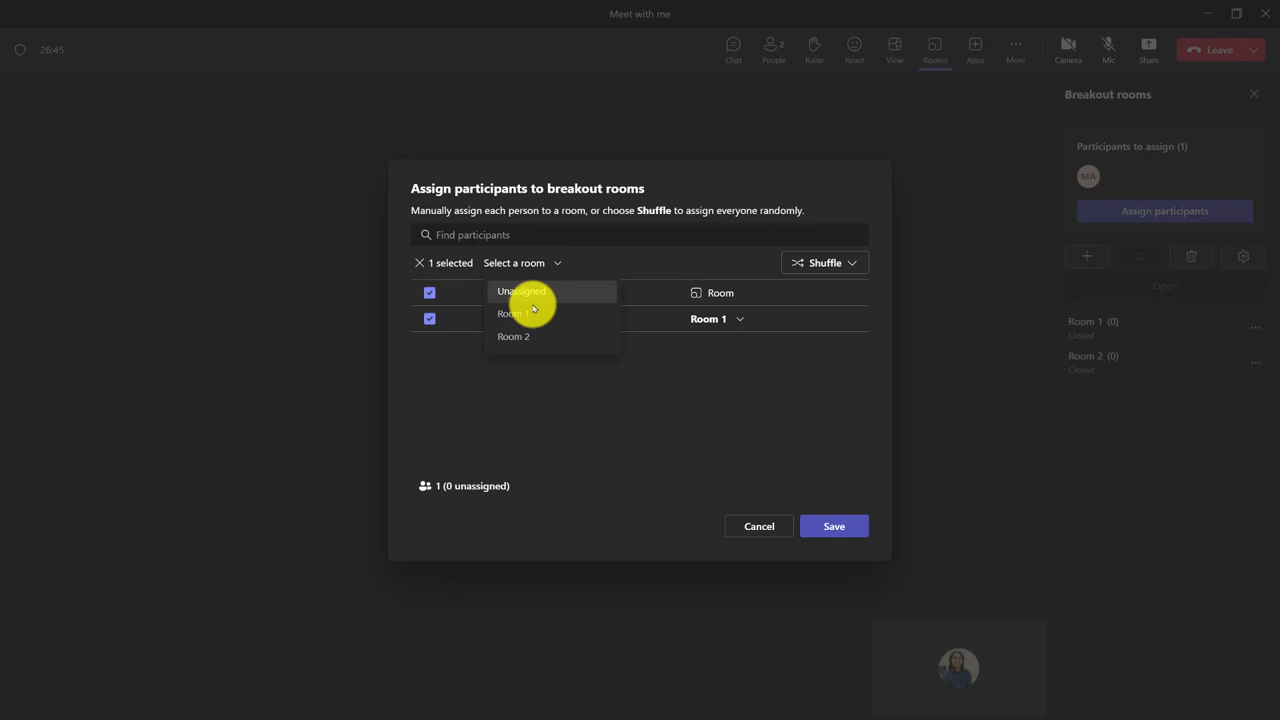 Meet with me
26:45
Chat
People 2
Raise
React
View
Rooms
Apps
More
Camera
Mic
Share
Leave
Breakout rooms
Participants to assign (1)
MA
Assign participants
Open
Room 1 (0)
Closed
Room 2 (0)
Closed
Assign participants to breakout rooms
Manually assign each person to a room, or choose Shuffle to assign everyone randomly.
Find participants
1 selected Select a room
Shuffle
Unassigned
Room
Room 1
Room 1
Room 2
1 (0 unassigned)
Cancel
Save